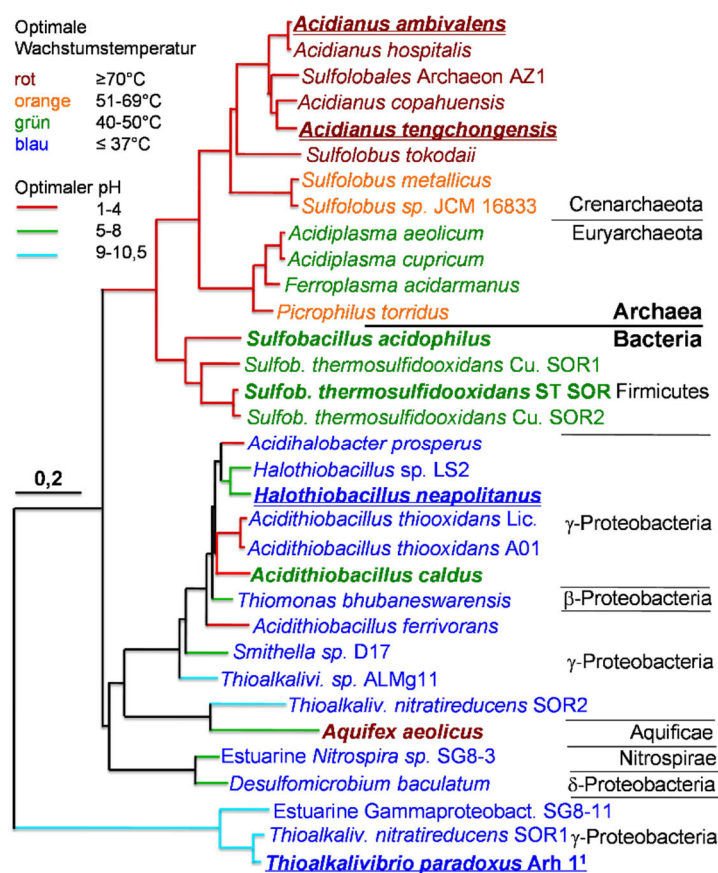 Optimale
Wachstumstemperatur
rot ≥70°C
orange 51-69°C
grün 40-50°C
blau ≤ 37°C
Optimaler pH
1-4
5-8
9-10,5
Acidianus ambivalens
Acidianus hospitalis
Sulfolobales Archaeon AZ1
Acidianus copahuensis
Acidianus tengchongensis
Sulfolobus tokodaii
Sulfolobus metallicus
Sulfolobus sp. JCM 16833 Crenarchaeota
Acidiplasma aeolicum Euryarchaeota
Acidiplasma cupricum
Ferroplasma acidarmanus
Picrophilus torridus Archaea
Sulfobacillus acidophilus Bacteria
Sulfob. thermosulfidooxidans Cu. SOR1
Sulfob. thermosulfidooxidans ST SOR Firmicutes
Sulfob. thermosulfidooxidans Cu. SOR2
Acidihalobacter prosperus
Halothiobacillus sp. LS2
0,2
Halothiobacillus neapolitanus
Acidithiobacillus thiooxidans Lic. γ-Proteobacteria
Acidithiobacillus thiooxidans A01
Acidithiobacillus caldus
Thiomonas bhubaneswarensis β-Proteobacteria
Acidithiobacillus ferrivorans
Smithella sp. D17 γ-Proteobacteria
Thioalkalivi. sp. ALMg11
Thioalkaliv. nitratireducens SOR2
Aquifex aeolicus Aquificae
Estuarine Nitrospira sp. SG8-3 Nitrospirae
Desulfomicrobium baculatum δ-Proteobacteria
Estuarine Gammaproteobact. SG8-11
Thioalkaliv. nitratireducens SOR1 γ-Proteobacteria
Thioalkalivibrio paradoxus Arh 1¹